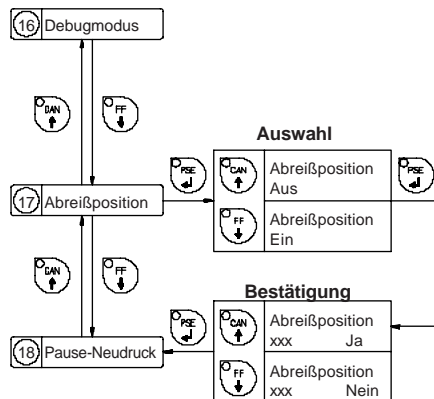 16 Debugmodus
CAN FF
Auswahl
PSE CAN Abreißposition PSE
Aus
17 Abreißposition
FF Abreißposition
Ein
CAN FF
Bestätigung
PSE CAN Abreißposition
xxx Ja
18 Pause-Neudruck
FF Abreißposition
xxx Nein